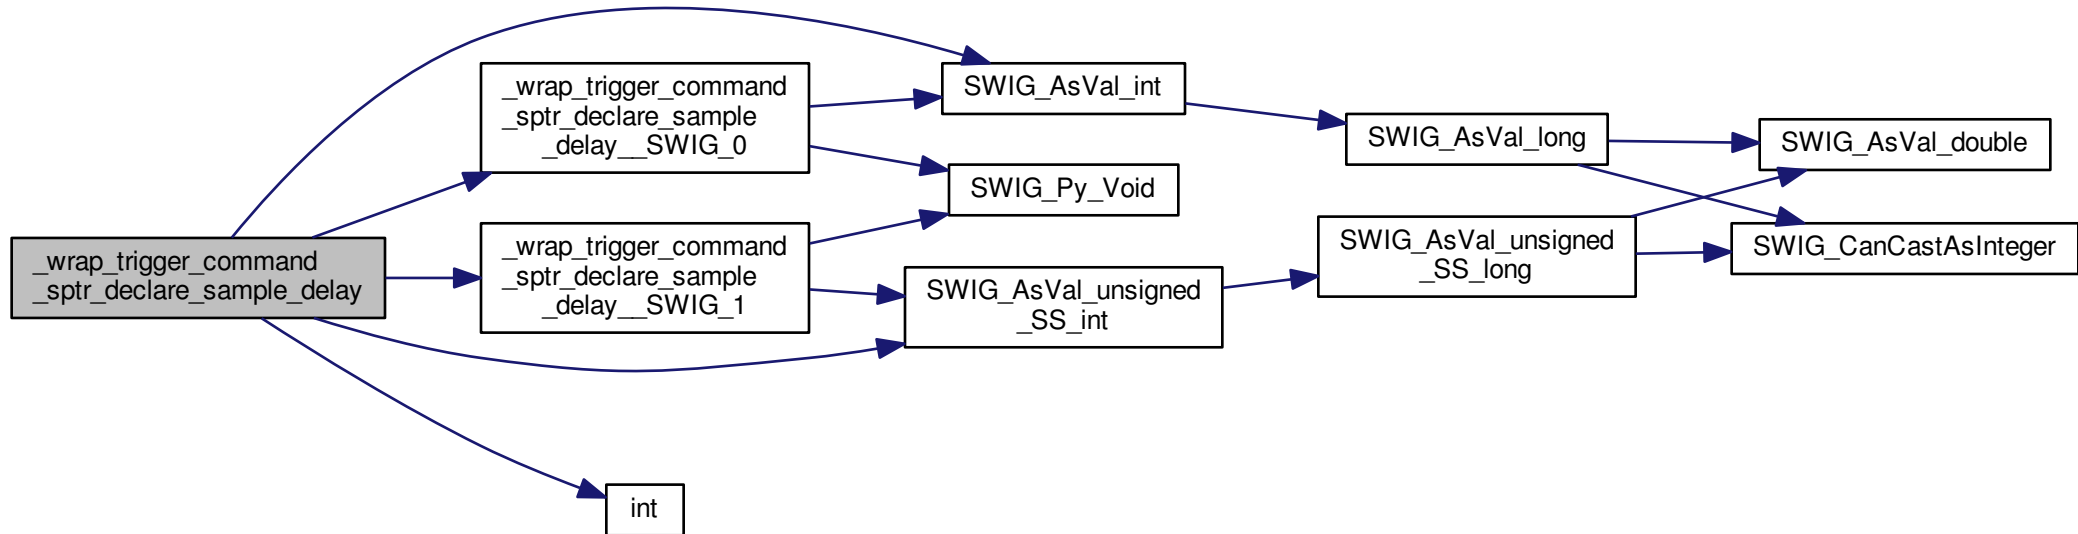 _wrap_trigger_command
_sptr_declare_sample_delay
_wrap_trigger_command
_sptr_declare_sample
_delay__SWIG_0
_wrap_trigger_command
_sptr_declare_sample
_delay__SWIG_1
int
SWIG_AsVal_int
SWIG_Py_Void
SWIG_AsVal_unsigned
_SS_int
SWIG_AsVal_long
SWIG_AsVal_unsigned
_SS_long
SWIG_AsVal_double
SWIG_CanCastAsInteger